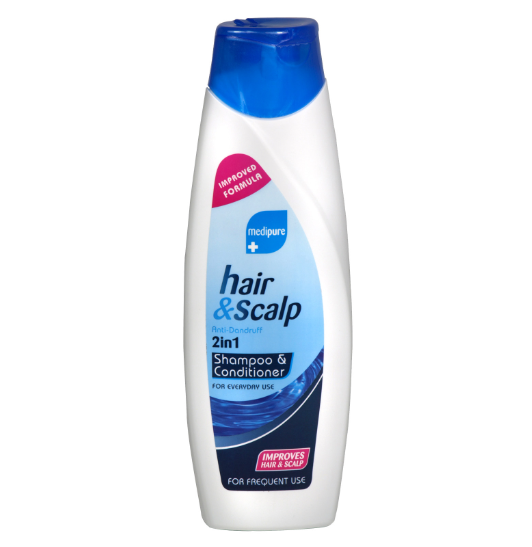 IMPROVED
FORMULA
medipure
hair
&scalp
Anti-Dandruff
2in1
Shampoo &
Conditioner
FOR EVERYDAY USE
IMPROVES
HAIR & SCALP
FOR FREQUENT USE